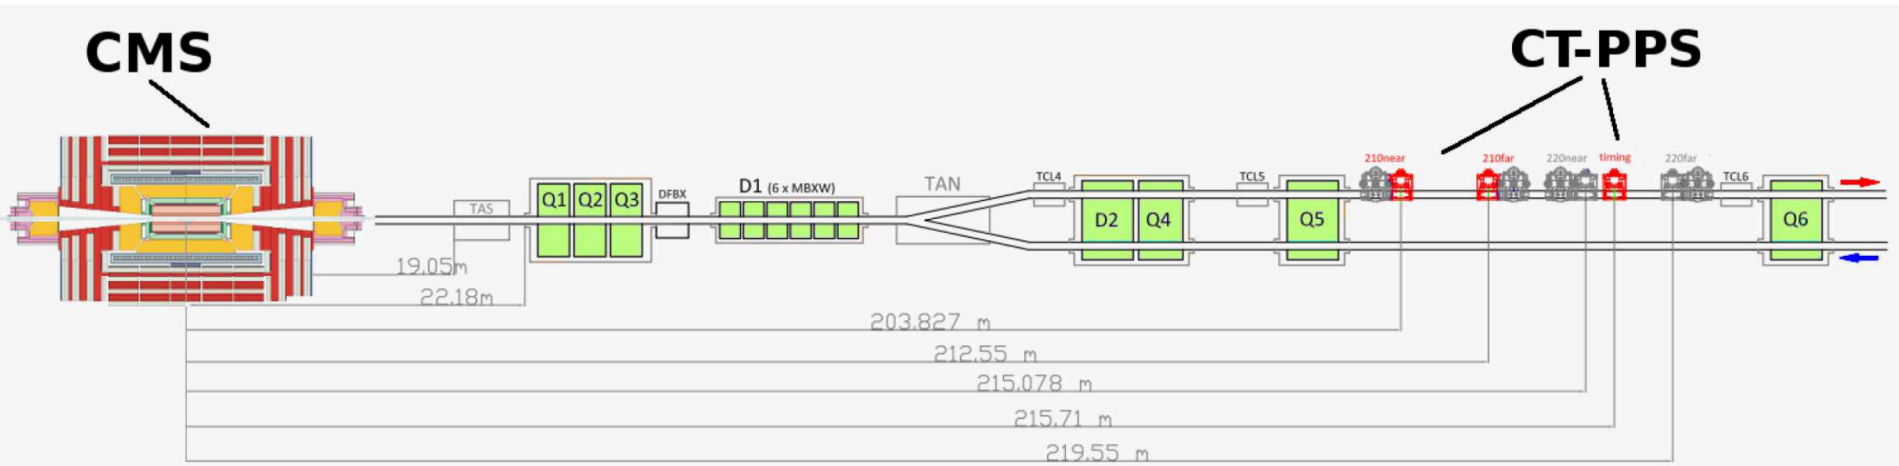 CMS
CT-PPS
210near
210far
220near
timing
220far
TCL4
TCL5
TCL6
TAS
Q1 Q2 Q3
DFBX
D1 (6 x MBXW)
TAN
D2 Q4
Q5
Q6
19.05m
22.18m
203.827 m
212.55 m
215.078 m
215.71 m
219.55 m